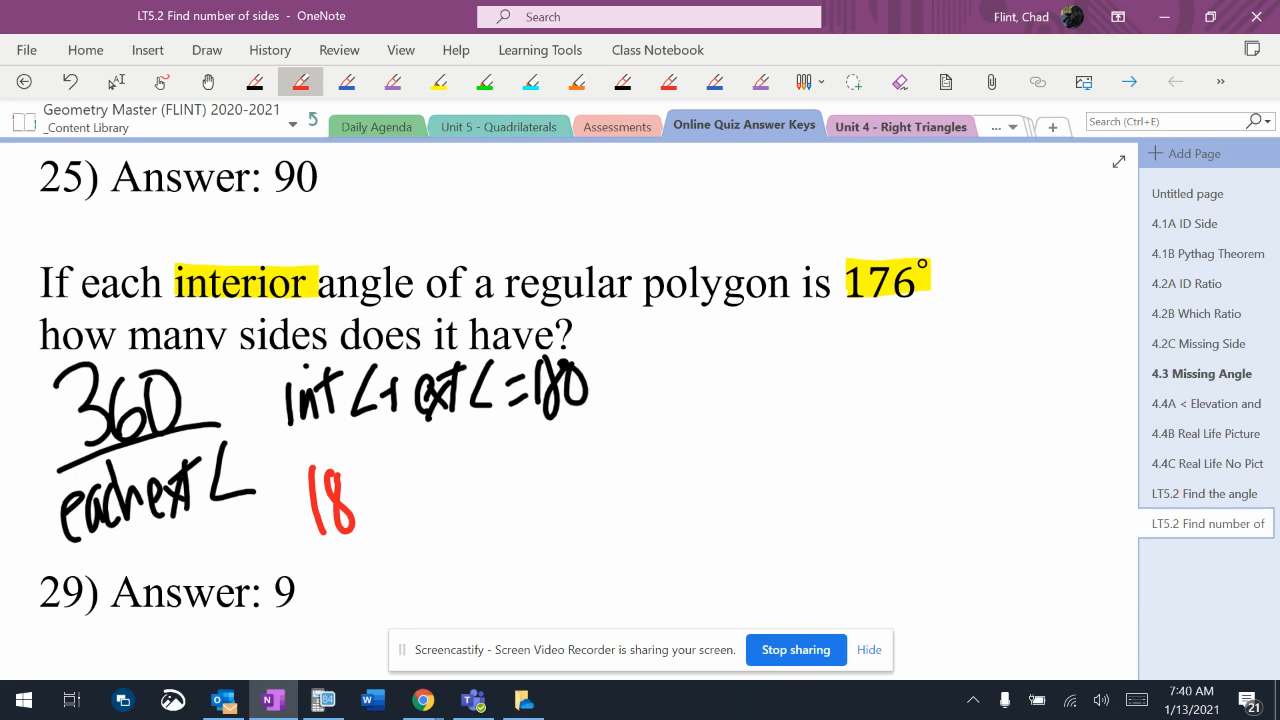 LT5.2 Find number of sides - OneNote
Search
Flint, Chad
File Home Insert Draw History Review View Help Learning Tools Class Notebook
Geometry Master (FLINT) 2020-2021
_Content Library
Daily Agenda
Unit 5 - Quadrilaterals
Assessments
Online Quiz Answer Keys
Unit 4 - Right Triangles
...
Search (Ctrl+E)
Add Page
Untitled page
4.1A ID Side
4.1B Pythag Theorem
4.2A ID Ratio
4.2B Which Ratio
4.2C Missing Side
4.3 Missing Angle
4.4A < Elevation and
4.4B Real Life Picture
4.4C Real Life No Pict
LT5.2 Find the angle
LT5.2 Find number of
25) Answer: 90
If each interior angle of a regular polygon is 176°
how many sides does it have?
360
each ext ∠
int ∠ + ext ∠ = 180
18
29) Answer: 9
Screencastify - Screen Video Recorder is sharing your screen.
Stop sharing
Hide
84
7:40 AM
1/13/2021
21